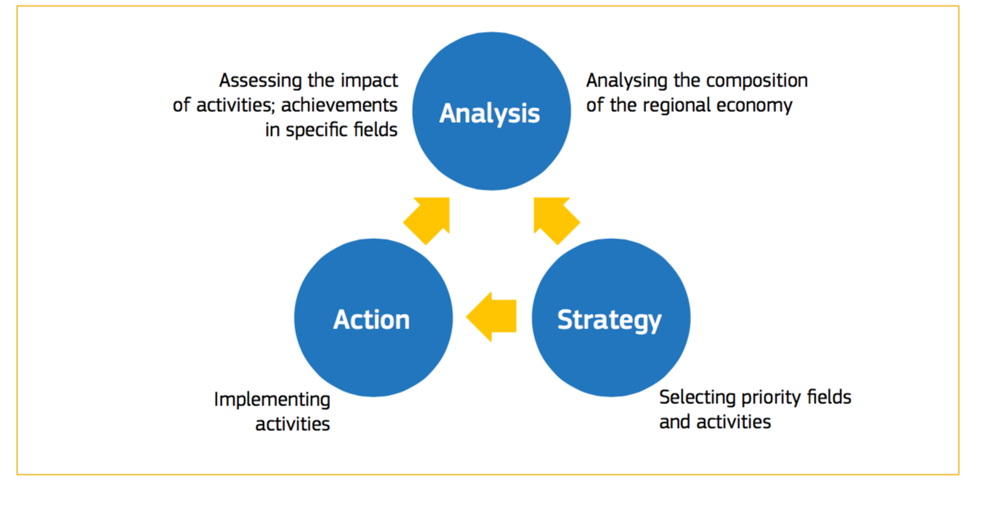 Assessing the impact
of activities; achievements
in specific fields
Analysis
Analysing the composition
of the regional economy
Action
Strategy
Implementing
activities
Selecting priority fields
and activities